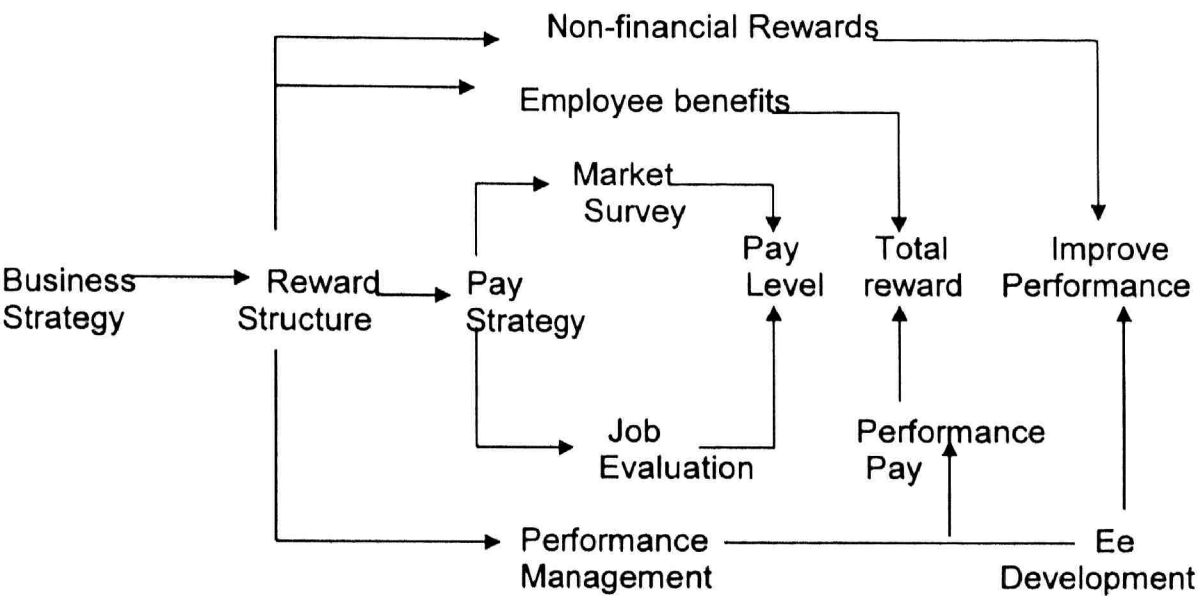 Non-financial Rewards
Employee benefits
Market
Survey
Pay
Level
Total
reward
Improve
Performance
Business
Strategy
Reward
Structure
Pay
Strategy
Job
Evaluation
Performance
Pay
Performance
Management
Ee
Development